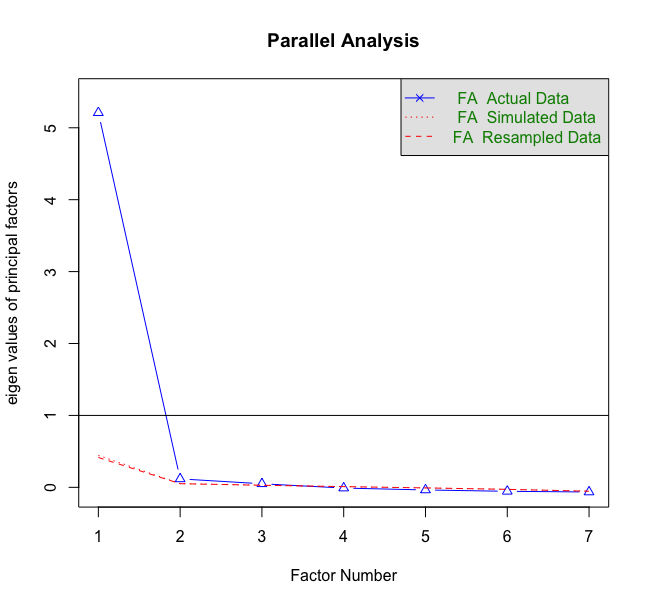 Parallel Analysis
FA Actual Data
FA Simulated Data
FA Resampled Data
eigen values of principal factors
5
4
3
2
1
0
1 2 3 4 5 6 7
Factor Number